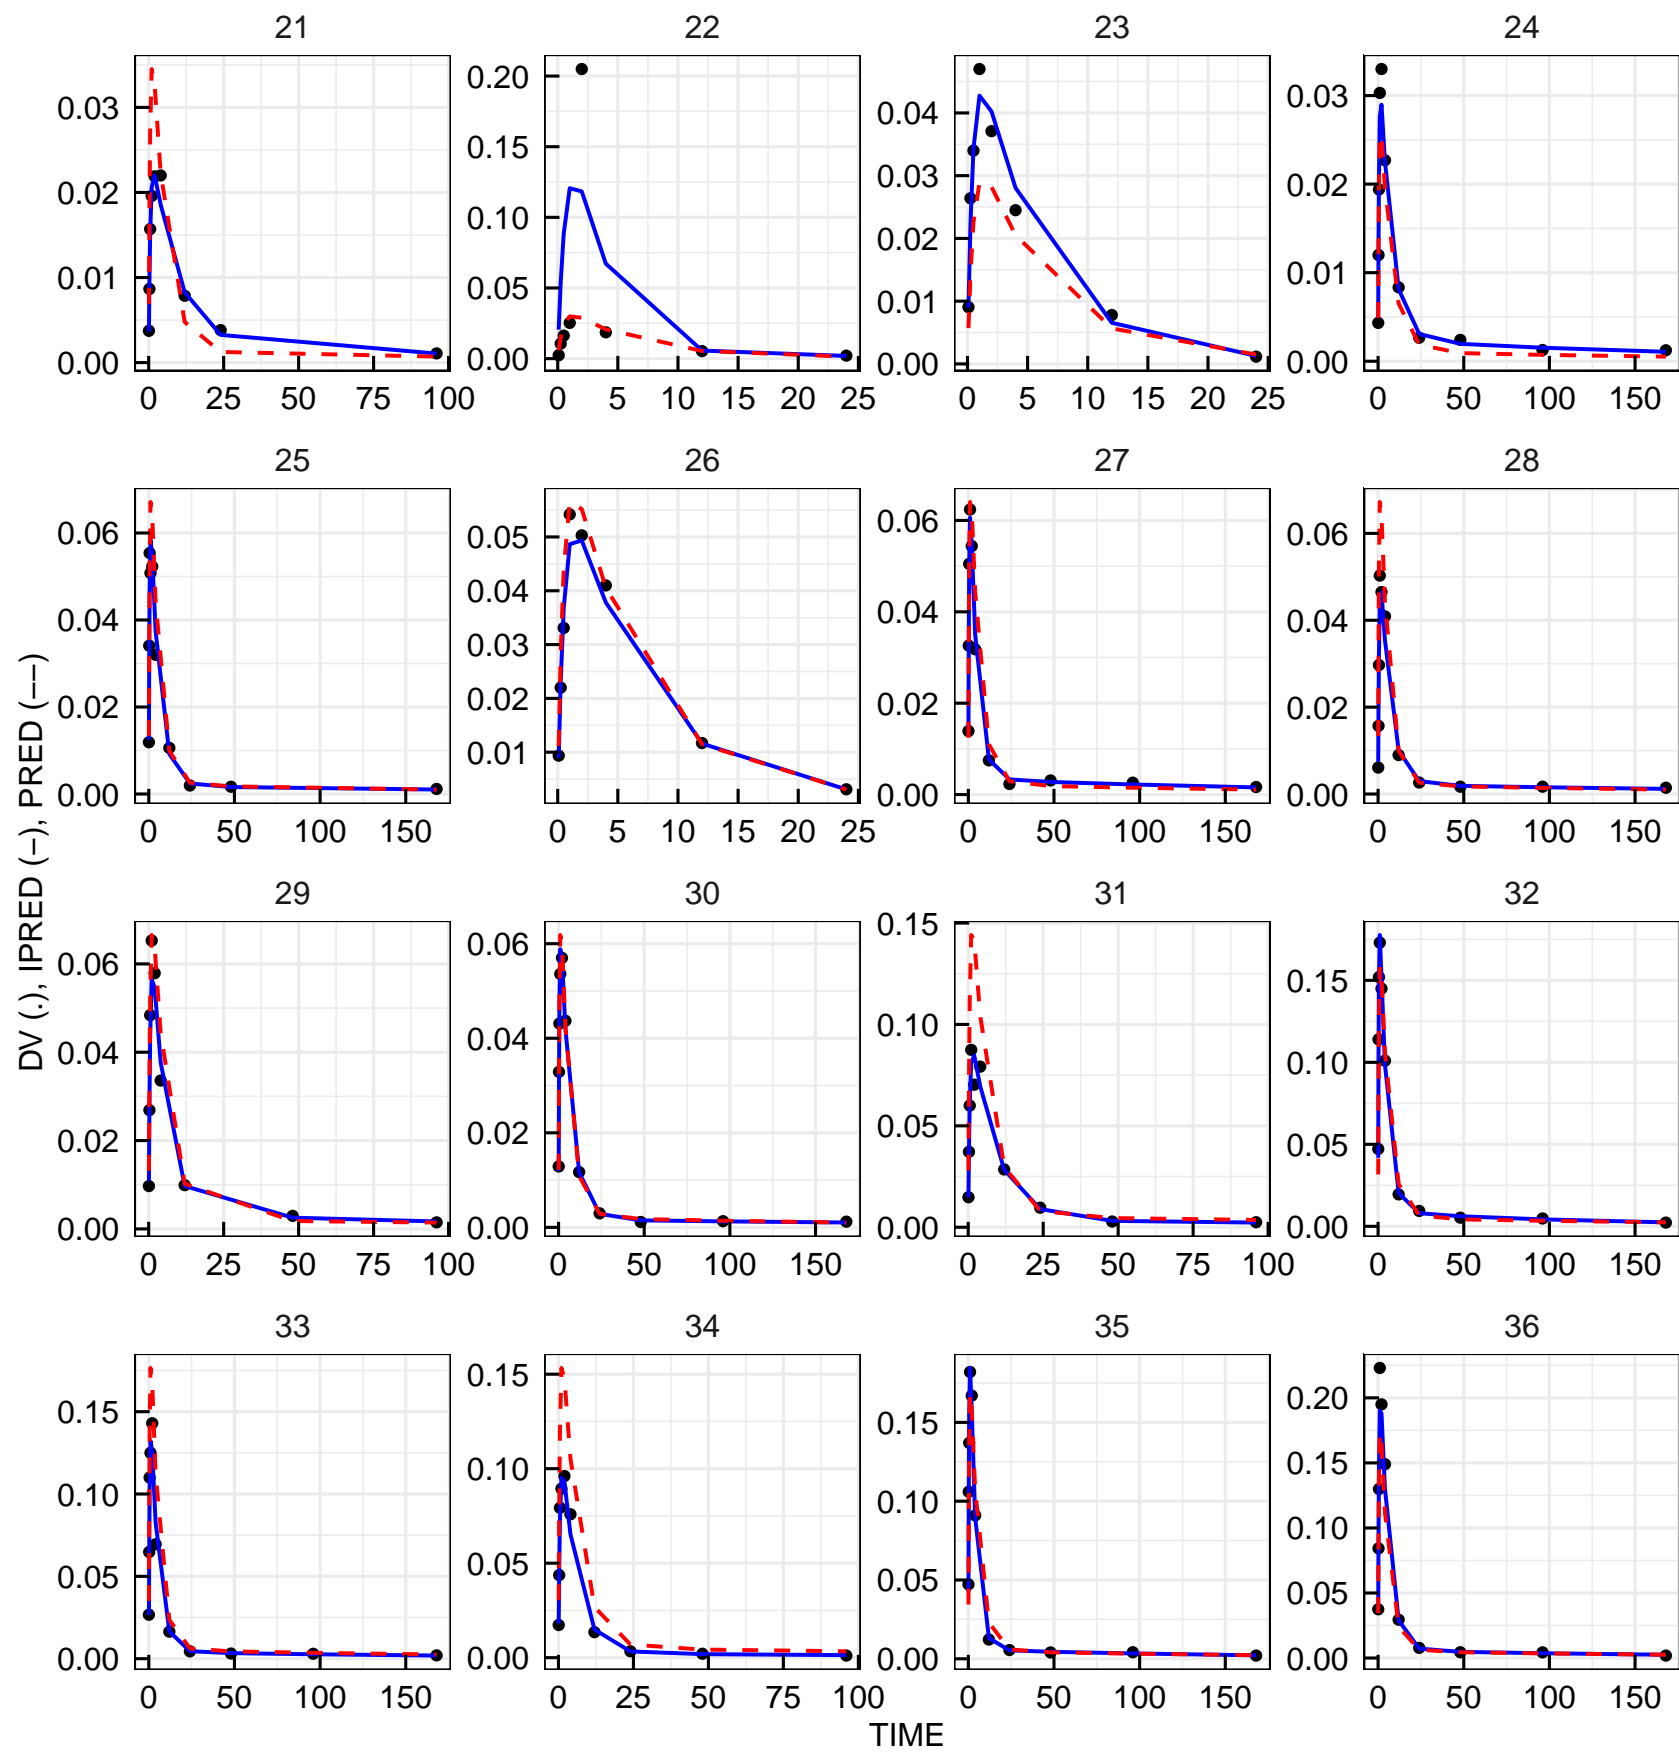 21 22 23 24
0.03 0.20 0.04 0.03
0.02 0.15 0.03 0.02
0.01 0.10 0.02 0.01
0.00 0.05 0.01 0.00
0.00 0.00
0 25 50 75 100 0 5 10 15 20 25 0 5 10 15 20 25 0 50 100 150
25 26 27 28
0.06 0.05 0.06 0.06
0.04 0.04 0.04 0.04
0.02 0.03 0.02 0.02
0.00 0.02 0.00 0.00
0.01
0 50 100 150 0 5 10 15 20 25 0 50 100 150 0 50 100 150
DV (.), IPRED (−), PRED (−−)
29 30 31 32
0.06 0.06 0.15 0.15
0.04 0.04 0.10 0.10
0.02 0.02 0.05 0.05
0.00 0.00 0.00 0.00
0 25 50 75 100 0 50 100 150 0 25 50 75 100 0 50 100 150
33 34 35 36
0.15 0.15 0.15 0.20
0.10 0.10 0.10 0.15
0.05 0.05 0.05 0.10
0.00 0.00 0.00 0.05
0.00
0 50 100 150 0 25 50 75 100 0 50 100 150 0 50 100 150
TIME